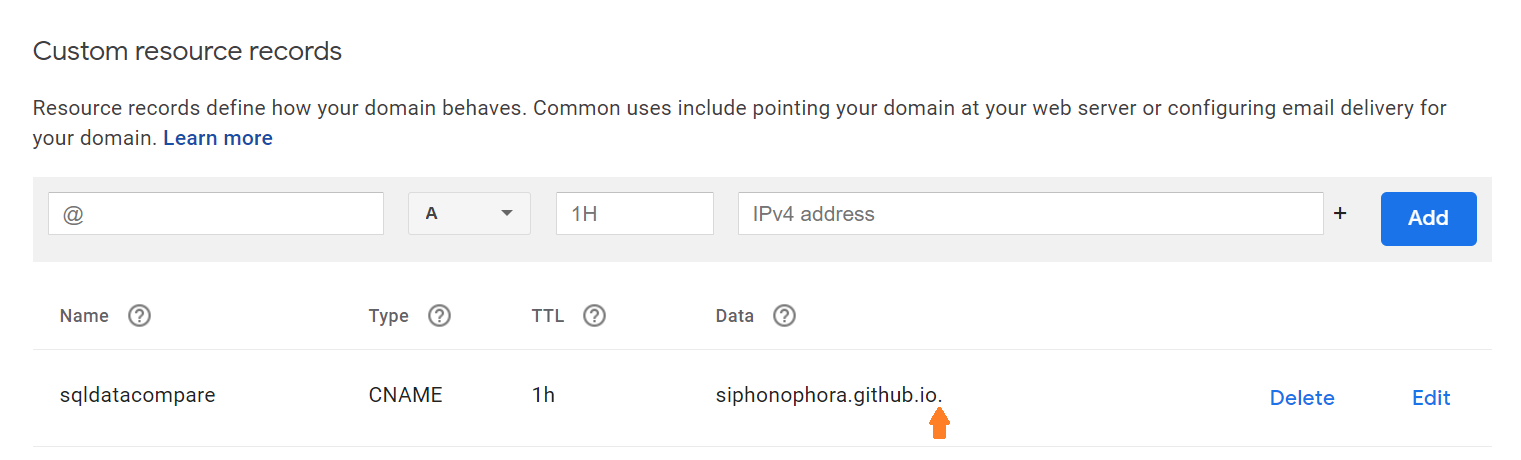 Custom resource records
Resource records define how your domain behaves. Common uses include pointing your domain at your web server or configuring email delivery for
your domain. Learn more
@ A 1H IPv4 address + Add
Name ? Type ? TTL ? Data ?
sqldatacompare CNAME 1h siphonophora.github.io. Delete Edit